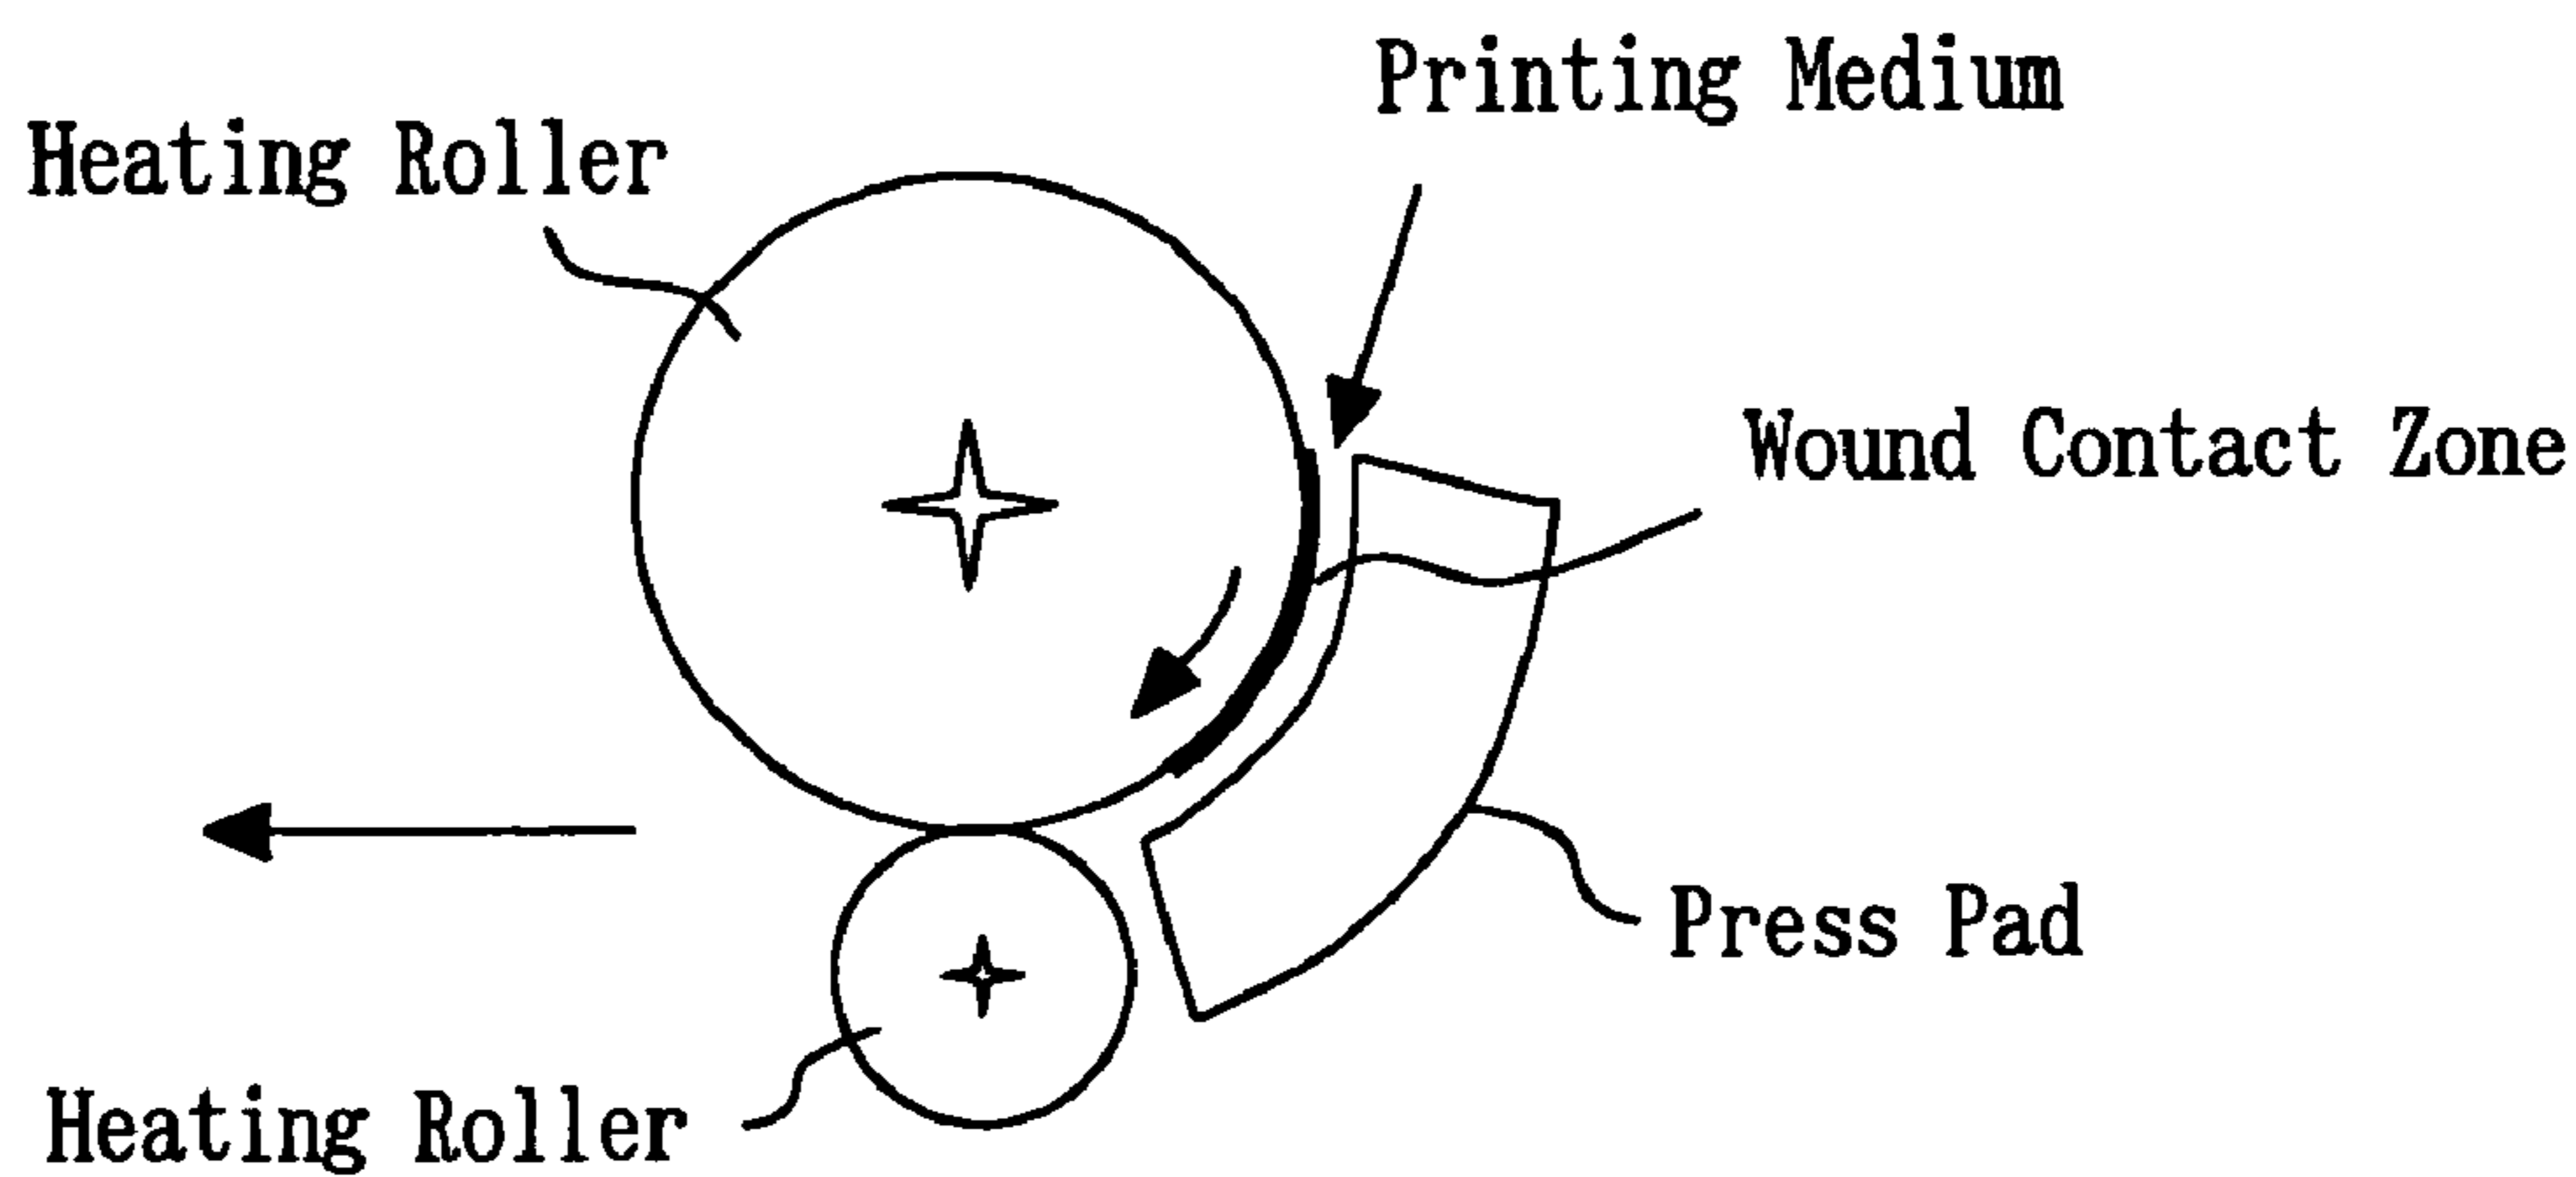 Printing Medium
Heating Roller
Wound Contact Zone
Press Pad
Heating Roller